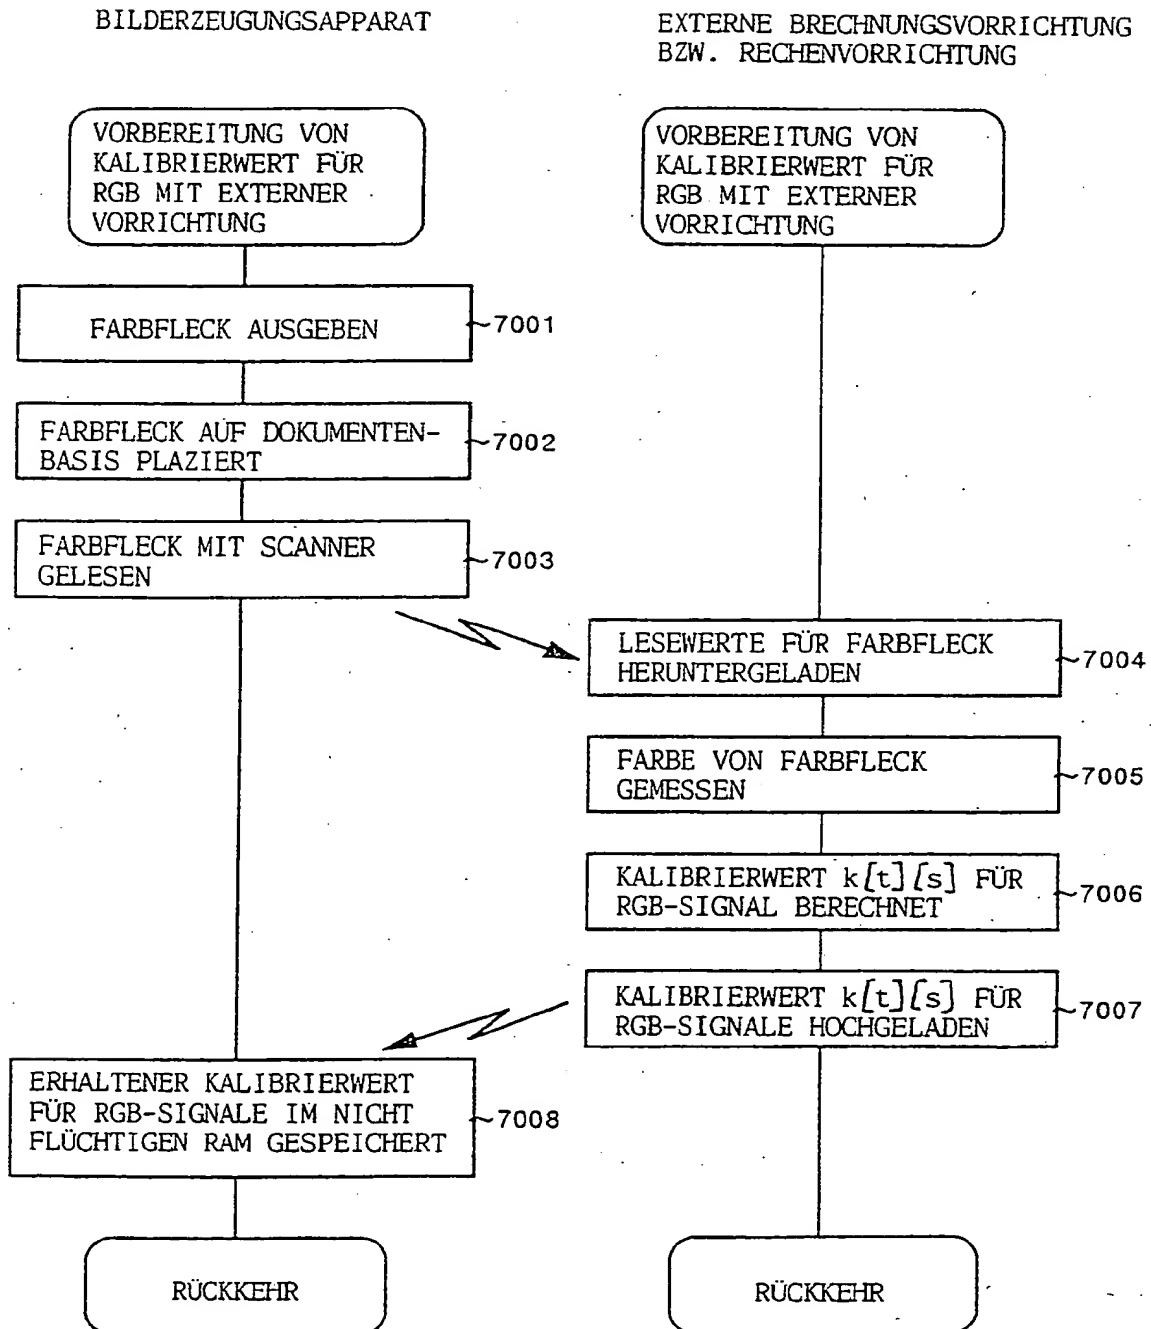 BILDERZEUGUNGSAPPARAT
EXTERNE BRECHNUNGSVORRICHTUNG
BZW. RECHENVORRICHTUNG
VORBEREITUNG VON
KALIBRIERWERT FÜR
RGB MIT EXTERNER
VORRICHTUNG
VORBEREITUNG VON
KALIBRIERWERT FÜR
RGB MIT EXTERNER
VORRICHTUNG
FARBFLECK AUSGEBEN
7001
FARBFLECK AUF DOKUMENTEN-
BASIS PLAZIERT
7002
FARBFLECK MIT SCANNER
GELESEN
7003
LESEWERTE FÜR FARBFLECK
HERUNTERGELADEN
7004
FARBE VON FARBFLECK
GEMESSEN
7005
KALIBRIERWERT k[t][s] FÜR
RGB-SIGNAL BERECHNET
7006
KALIBRIERWERT k[t][s] FÜR
RGB-SIGNALE HOCHGELADEN
7007
ERHALTENER KALIBRIERWERT
FÜR RGB-SIGNALE IM NICHT
FLÜCHTIGEN RAM GESPEICHERT
7008
RÜCKKEHR
RÜCKKEHR